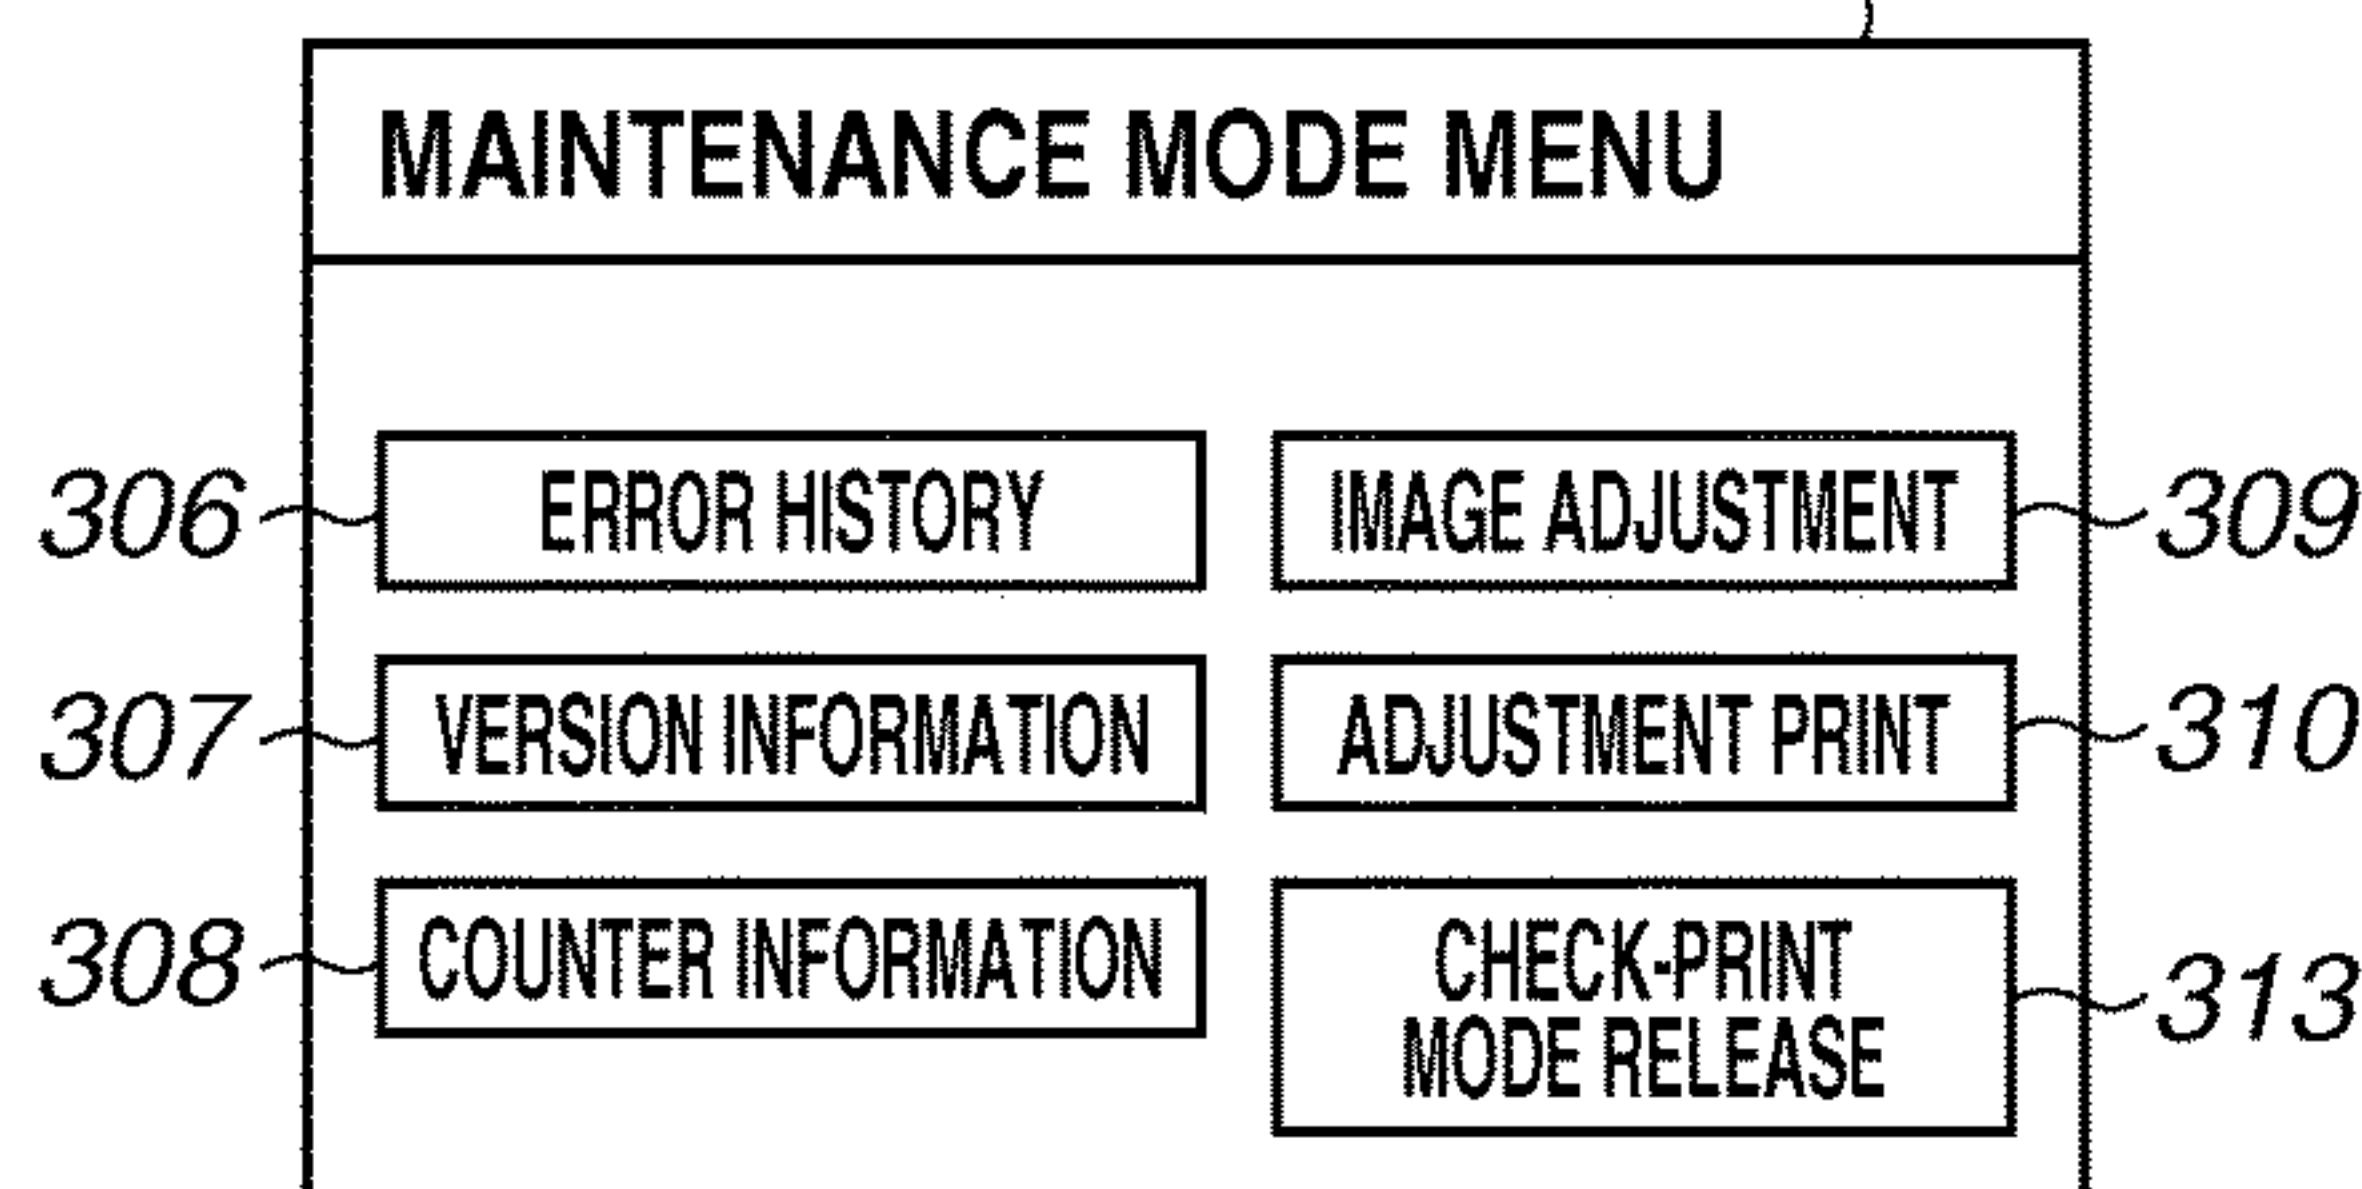 MAINTENANCE MODE MENU
306 ERROR HISTORY IMAGE ADJUSTMENT 309
307 VERSION INFORMATION ADJUSTMENT PRINT 310
308 COUNTER INFORMATION CHECK-PRINT
MODE RELEASE 313